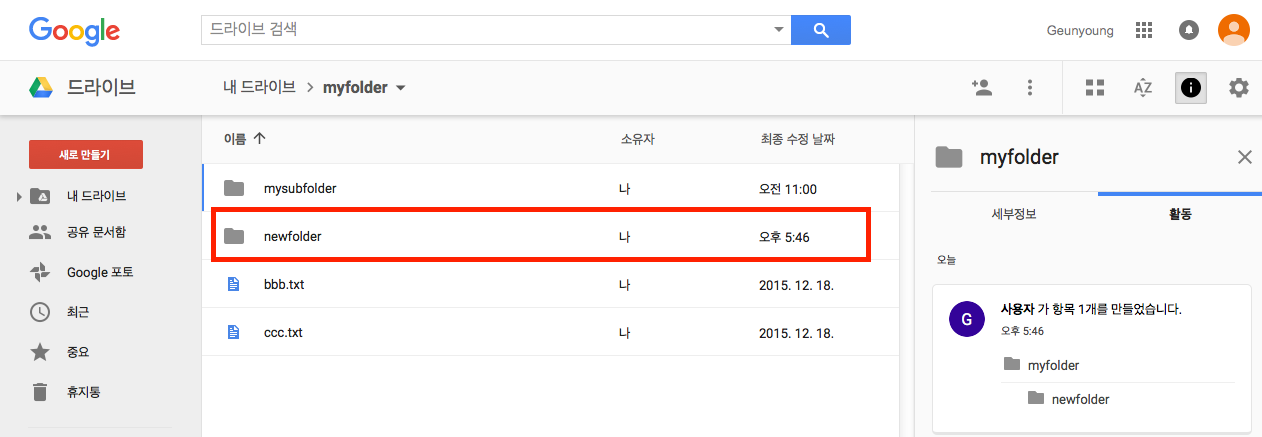 Google
드라이브 검색
Geunyoung
드라이브
내 드라이브 > myfolder
AZ
새로 만들기
내 드라이브
공유 문서함
Google 포토
최근
중요
휴지통
이름 소유자 최종 수정 날짜
mysubfolder 나 오전 11:00
newfolder 나 오후 5:46
bbb.txt 나 2015. 12. 18.
ccc.txt 나 2015. 12. 18.
myfolder
세부정보 활동
오늘
G
사용자 가 항목 1개를 만들었습니다.
오후 5:46
myfolder
newfolder